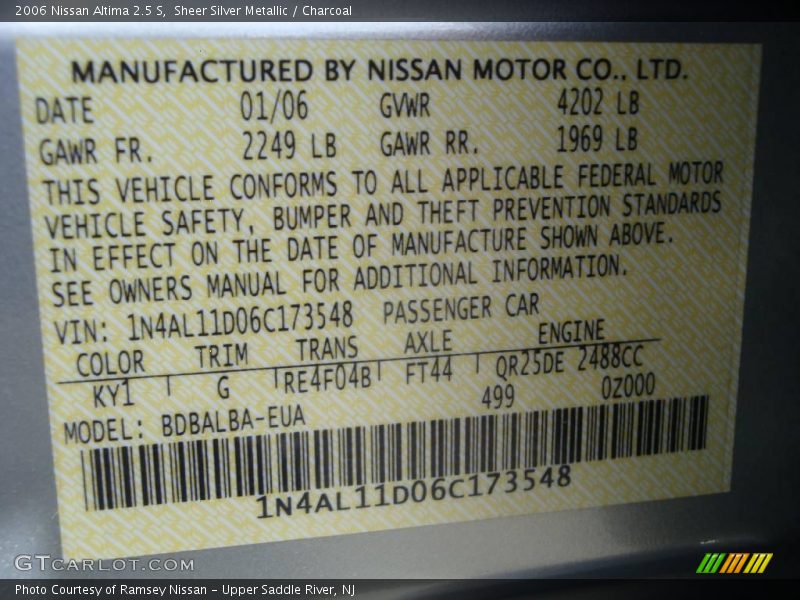 2006 Nissan Altima 2.5 S, Sheer Silver Metallic / Charcoal
MANUFACTURED BY NISSAN MOTOR CO., LTD.
DATE 01/06 GVWR 4202 LB
GAWR FR. 2249 LB GAWR RR. 1969 LB
THIS VEHICLE CONFORMS TO ALL APPLICABLE FEDERAL MOTOR
VEHICLE SAFETY, BUMPER AND THEFT PREVENTION STANDARDS
IN EFFECT ON THE DATE OF MANUFACTURE SHOWN ABOVE.
SEE OWNERS MANUAL FOR ADDITIONAL INFORMATION.
VIN: 1N4AL11D06C173548 PASSENGER CAR
COLOR TRIM TRANS AXLE ENGINE
KY1 G RE4F04B FT44 QR25DE 2488CC
499 0Z000
MODEL: BDBALBA-EUA
1N4AL11D06C173548
GTCARLOT.COM
Photo Courtesy of Ramsey Nissan - Upper Saddle River, NJ